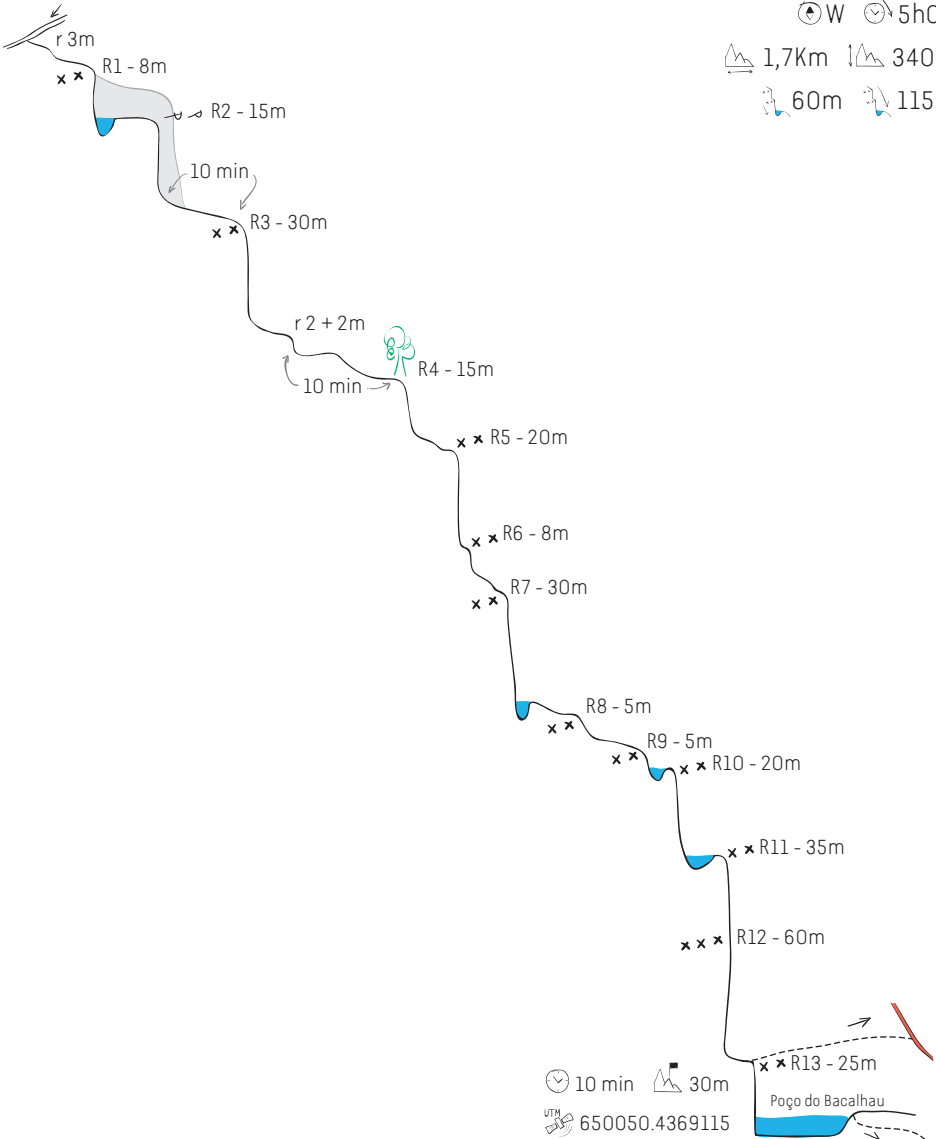 W 5h0
r 3m
1,7Km 340
R1 - 8m
60m 115
R2 - 15m
10 min
R3 - 30m
r 2 + 2m
R4 - 15m
10 min
R5 - 20m
R6 - 8m
R7 - 30m
R8 - 5m
R9 - 5m
R10 - 20m
R11 - 35m
R12 - 60m
R13 - 25m
10 min 30m
Poço do Bacalhau
UTM 650050.4369115